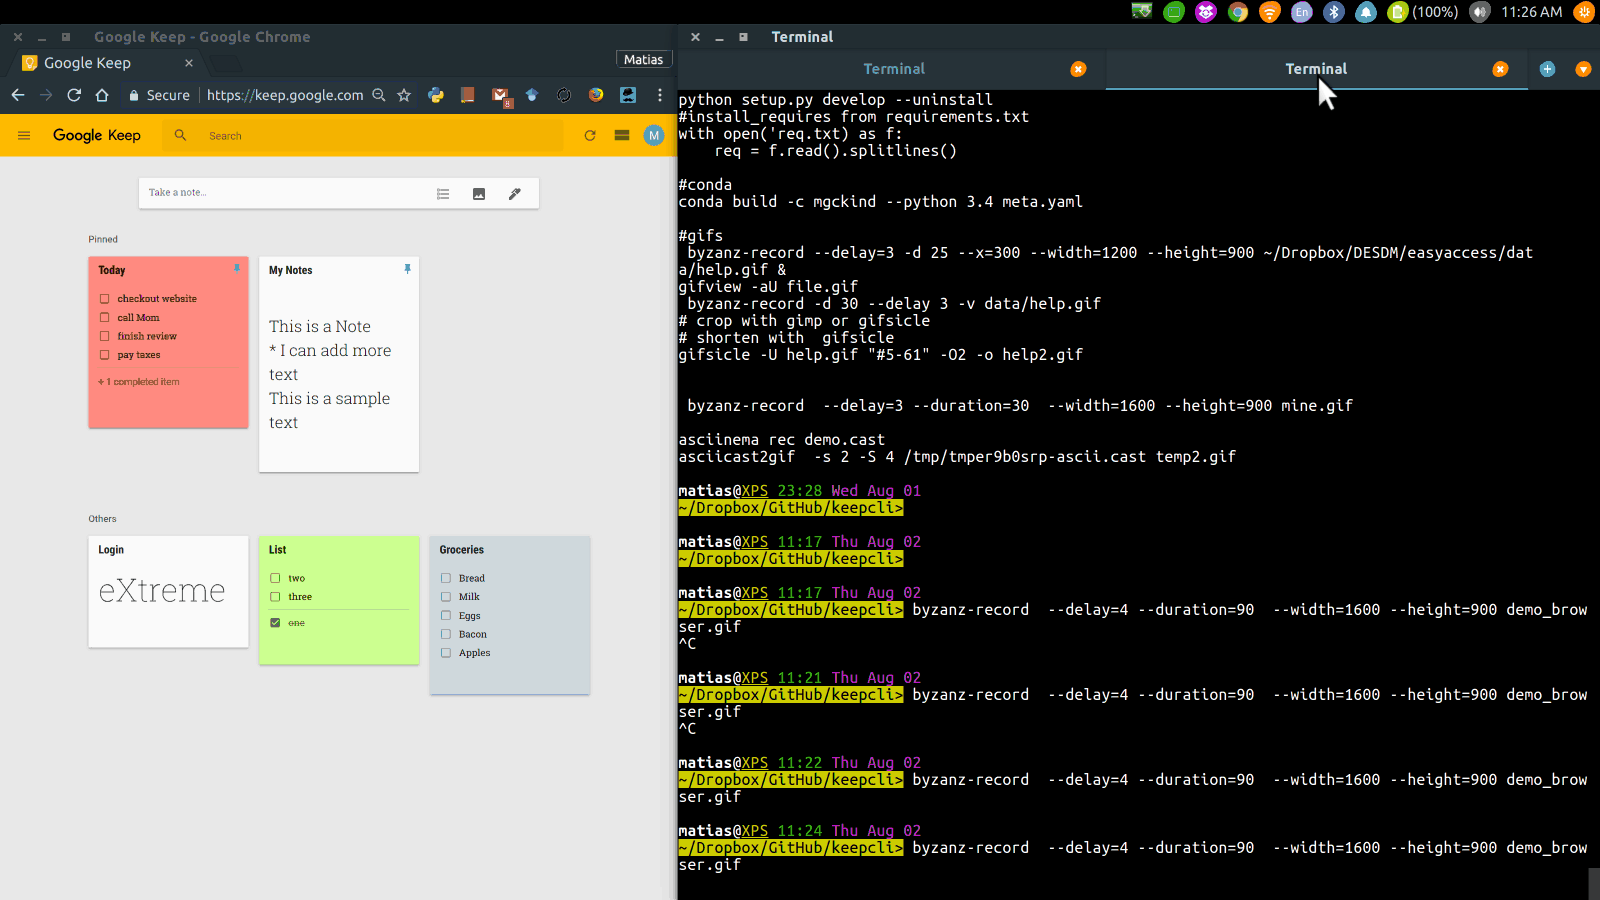 En
(100%)
11:26 AM
Google Keep - Google Chrome
Google Keep
Matias
Secure
https://keep.google.com
8
Google Keep
Search
M
Take a note...
Pinned
Today
checkout website
call Mom
finish review
pay taxes
+ 1 completed item
My Notes
This is a Note
* I can add more
text
This is a sample
text
Others
Login
eXtreme
List
two
three
one
Groceries
Bread
Milk
Eggs
Bacon
Apples
Terminal
Terminal
Terminal
python setup.py develop --uninstall
#install_requires from requirements.txt
with open('req.txt) as f:
    req = f.read().splitlines()
#conda
conda build -c mgckind --python 3.4 meta.yaml
#gifs
 byzanz-record --delay=3 -d 25 --x=300 --width=1200 --height=900 ~/Dropbox/DESDM/easyaccess/dat
a/help.gif &
gifview -aU file.gif
 byzanz-record -d 30 --delay 3 -v data/help.gif
# crop with gimp or gifsicle
# shorten with  gifsicle
gifsicle -U help.gif "#5-61" -O2 -o help2.gif
 byzanz-record  --delay=3 --duration=30  --width=1600 --height=900 mine.gif
asciinema rec demo.cast
asciicast2gif  -s 2 -S 4 /tmp/tmper9b0srp-ascii.cast temp2.gif
matias@XPS 23:28 Wed Aug 01
~/Dropbox/GitHub/keepcli>
matias@XPS 11:17 Thu Aug 02
~/Dropbox/GitHub/keepcli>
matias@XPS 11:17 Thu Aug 02
~/Dropbox/GitHub/keepcli> byzanz-record  --delay=4 --duration=90  --width=1600 --height=900 demo_brow
ser.gif
^C
matias@XPS 11:21 Thu Aug 02
~/Dropbox/GitHub/keepcli> byzanz-record  --delay=4 --duration=90  --width=1600 --height=900 demo_brow
ser.gif
^C
matias@XPS 11:22 Thu Aug 02
~/Dropbox/GitHub/keepcli> byzanz-record  --delay=4 --duration=90  --width=1600 --height=900 demo_brow
ser.gif
matias@XPS 11:24 Thu Aug 02
~/Dropbox/GitHub/keepcli> byzanz-record  --delay=4 --duration=90  --width=1600 --height=900 demo_brow
ser.gif